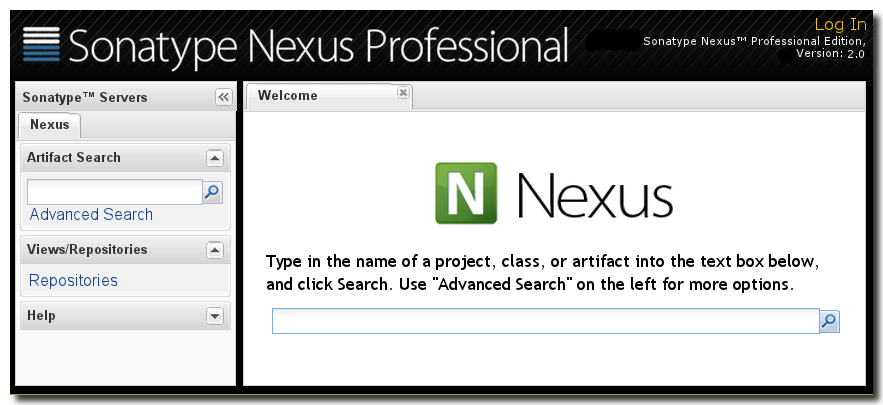 Sonatype Nexus Professional
Log In
Sonatype Nexus™ Professional Edition,
Version: 2.0
Sonatype™ Servers
Nexus
Artifact Search
Advanced Search
Views/Repositories
Repositories
Help
Welcome
N Nexus
Type in the name of a project, class, or artifact into the text box below,
and click Search. Use "Advanced Search" on the left for more options.